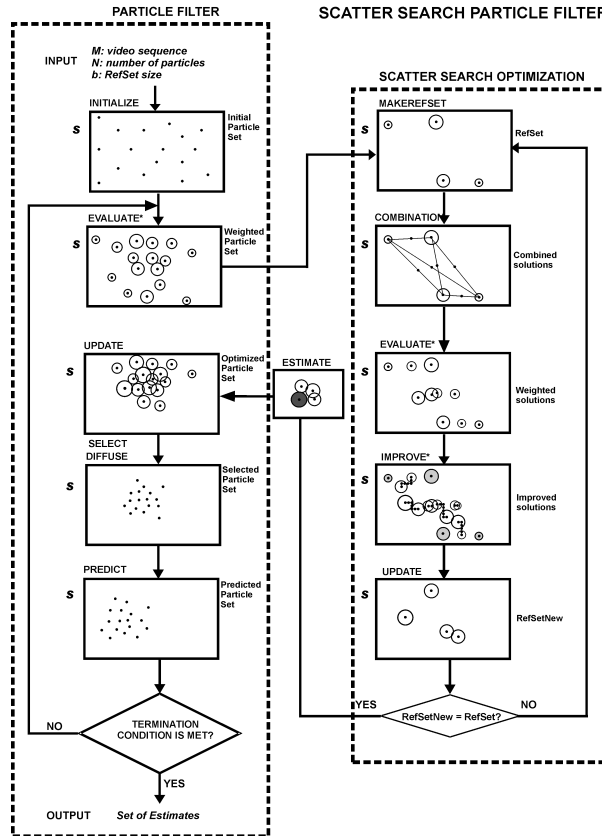 PARTICLE FILTER
SCATTER SEARCH PARTICLE FILTER
INPUT
M: video sequence
N: number of particles
b: RefSet size
INITIALIZE
S
Initial
Particle
Set
EVALUATE*
S
Weighted
Particle
Set
UPDATE
S
Optimized
Particle
Set
SELECT
DIFFUSE
S
Selected
Particle
Set
PREDICT
S
Predicted
Particle
Set
NO
TERMINATION
CONDITION IS MET?
YES
OUTPUT
Set of Estimates
ESTIMATE
SCATTER SEARCH OPTIMIZATION
MAKEREFSET
S
RefSet
COMBINATION
S
Combined
solutions
EVALUATE*
S
Weighted
solutions
IMPROVE*
S
Improved
solutions
UPDATE
S
RefSetNew
YES
RefSetNew = RefSet?
NO